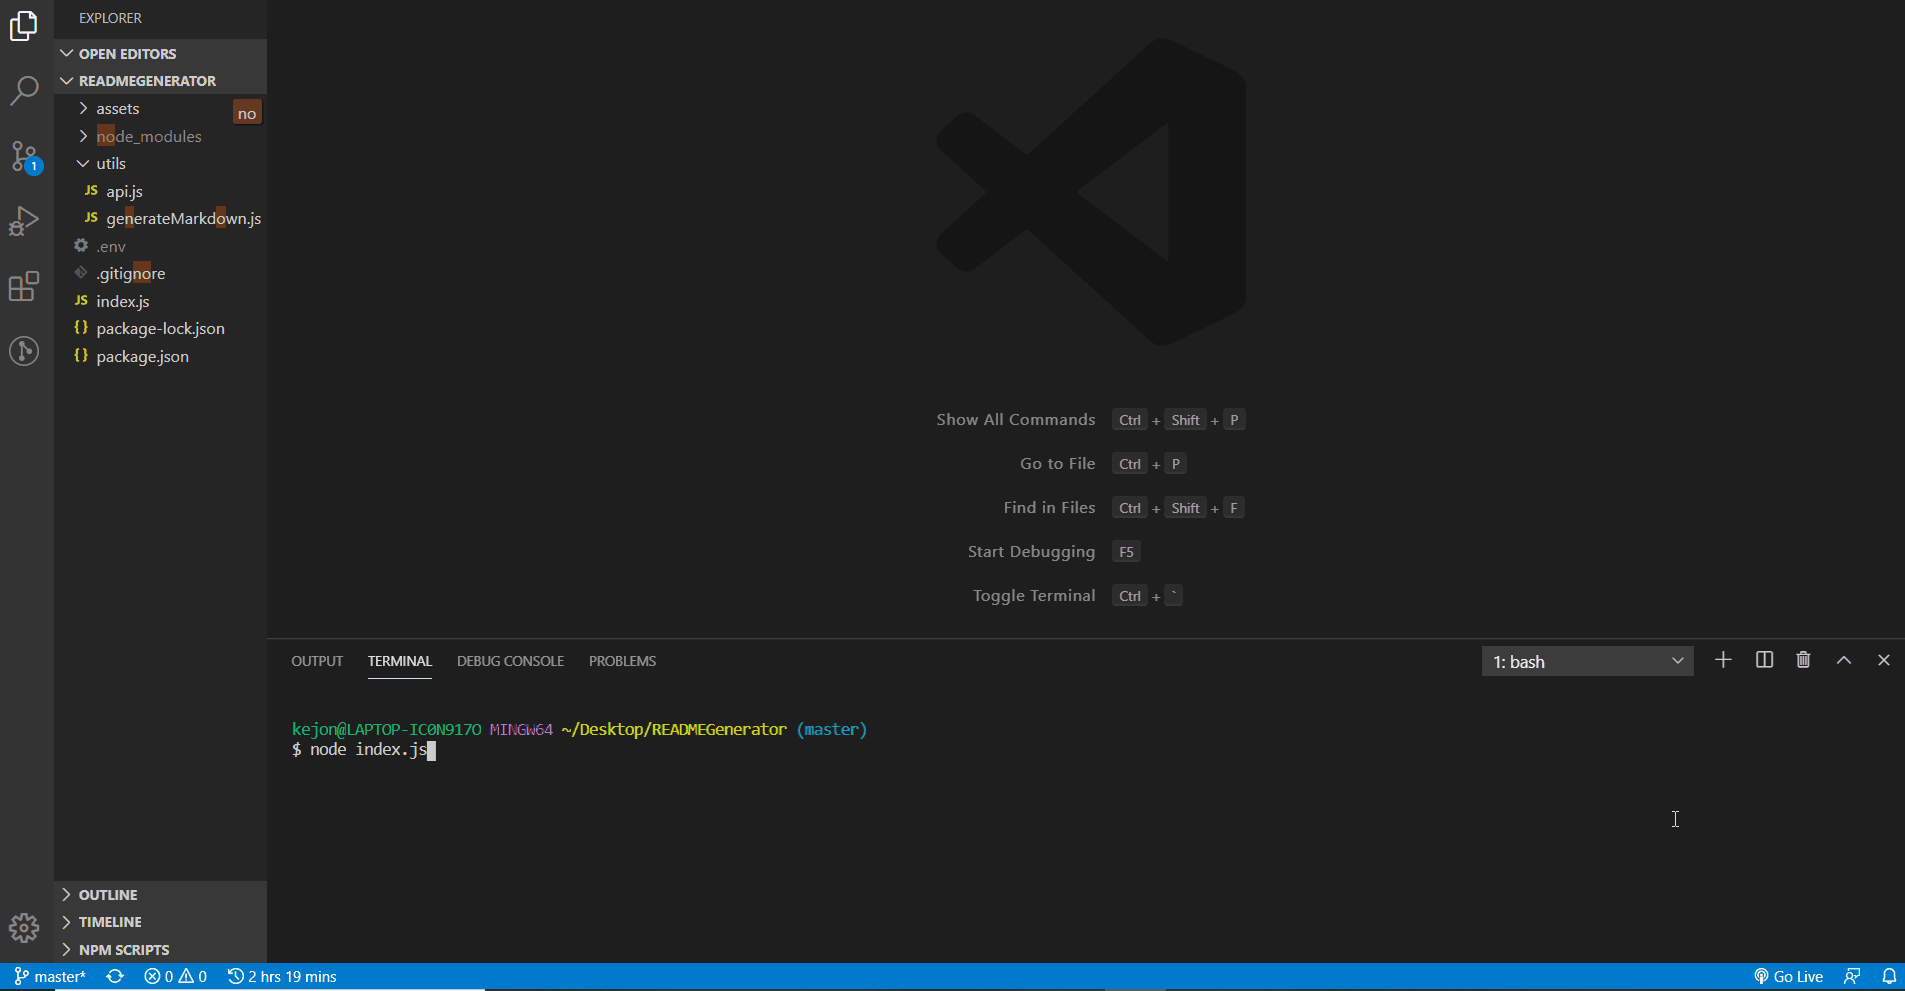 EXPLORER
OPEN EDITORS
READMEGENERATOR
assets
no
node_modules
utils
JS api.js
JS generateMarkdown.js
.env
.gitignore
JS index.js
{} package-lock.json
{} package.json
OUTLINE
TIMELINE
NPM SCRIPTS
1
Show All Commands Ctrl + Shift + P
Go to File Ctrl + P
Find in Files Ctrl + Shift + F
Start Debugging F5
Toggle Terminal Ctrl + `
OUTPUT TERMINAL DEBUG CONSOLE PROBLEMS 1: bash
kejon@LAPTOP-IC0N917O MINGW64 ~/Desktop/READMEGenerator (master)
$ node index.js
master* 0 0 2 hrs 19 mins Go Live